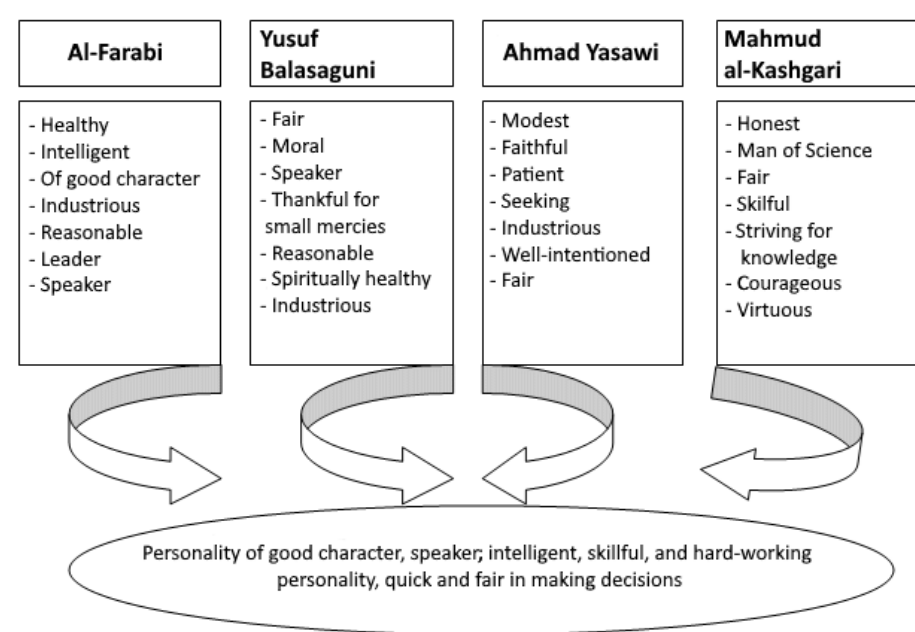 Al-Farabi
Yusuf
Balasaguni
Ahmad Yasawi
Mahmud
al-Kashgari
- Healthy
- Intelligent
- Of good character
- Industrious
- Reasonable
- Leader
- Speaker
- Fair
- Moral
- Speaker
- Thankful for
small mercies
- Reasonable
- Spiritually healthy
- Industrious
- Modest
- Faithful
- Patient
- Seeking
- Industrious
- Well-intentioned
- Fair
- Honest
- Man of Science
- Fair
- Skilful
- Striving for
knowledge
- Courageous
- Virtuous
Personality of good character, speaker; intelligent, skillful, and hard-working
personality, quick and fair in making decisions